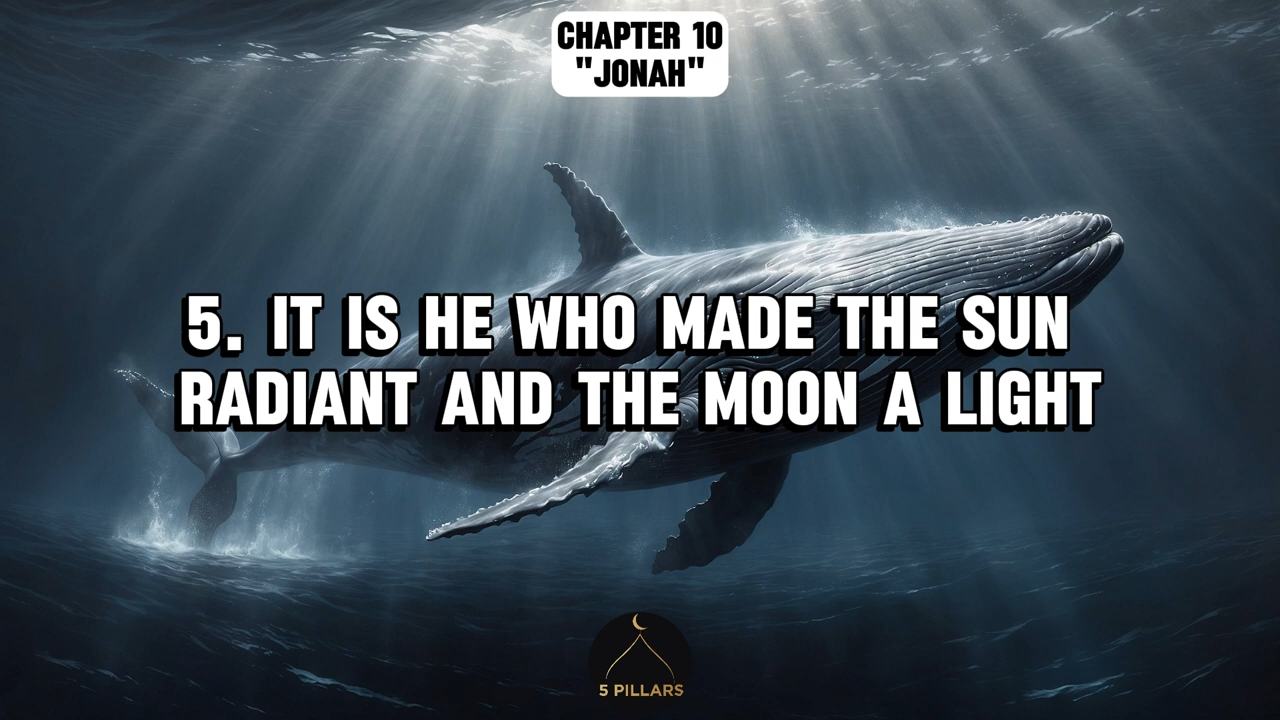 CHAPTER 10
"JONAH"
5. IT IS HE WHO MADE THE SUN
RADIANT AND THE MOON A LIGHT
5 PILLARS